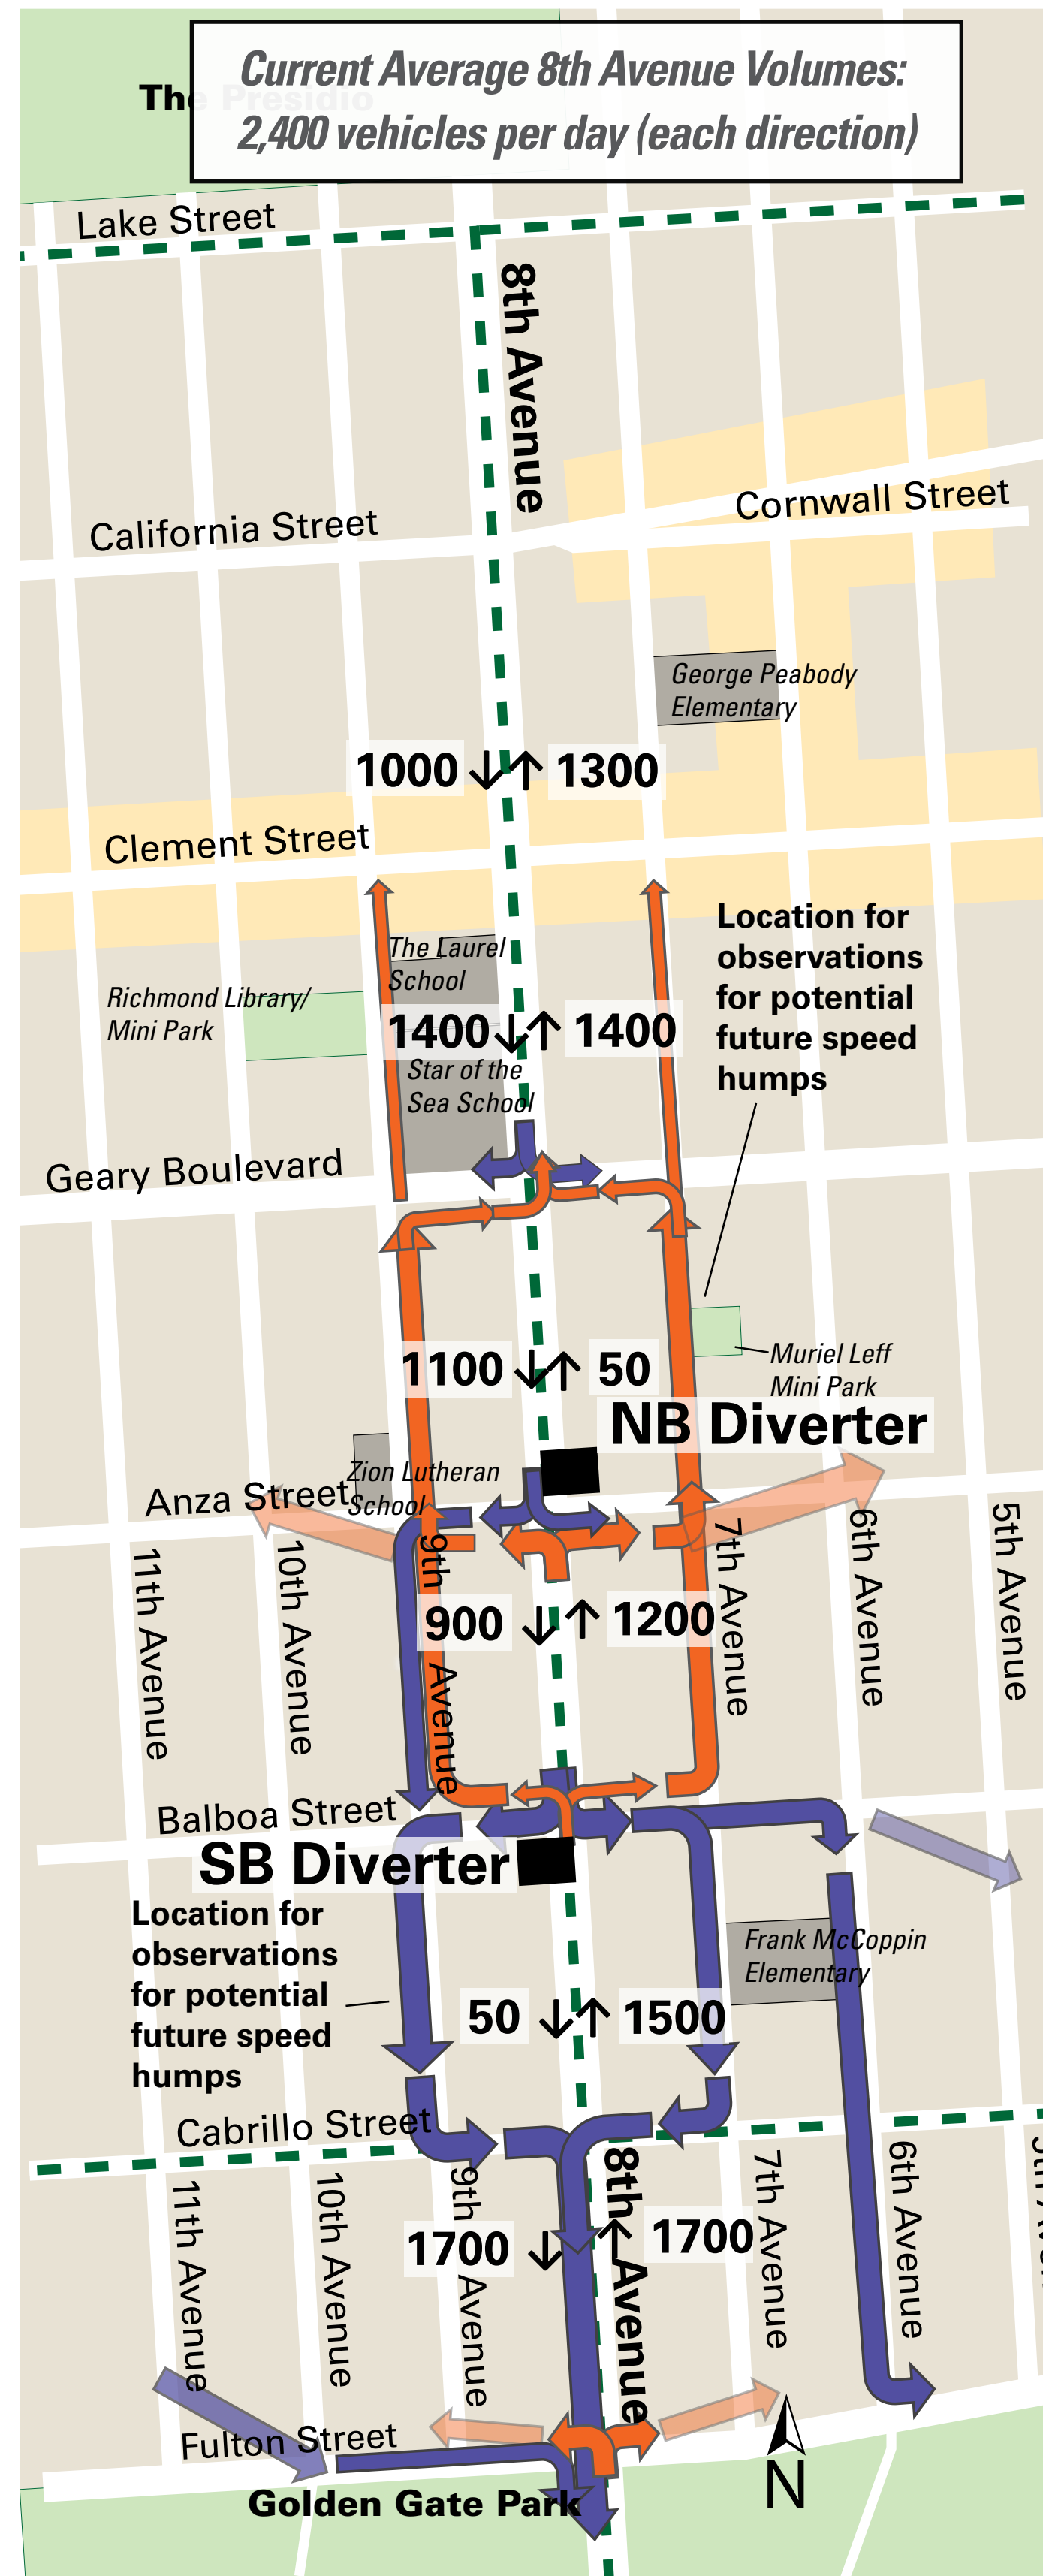 Current Average 8th Avenue Volumes:
2,400 vehicles per day (each direction)
The Presidio
Lake Street
8th Avenue
Cornwall Street
California Street
George Peabody
Elementary
1000 ↓↑ 1300
Clement Street
Location for
observations
for potential
future speed
humps
The Laurel
School
Richmond Library/
Mini Park
1400 ↓↑ 1400
Star of the
Sea School
Geary Boulevard
Muriel Leff
Mini Park
1100 ↓↑ 50
NB Diverter
Zion Lutheran
School
Anza Street
11th Avenue
10th Avenue
9th Avenue
7th Avenue
6th Avenue
5th Avenue
900 ↓↑ 1200
Balboa Street
SB Diverter
Location for
observations
for potential
future speed
humps
Frank McCoppin
Elementary
50 ↓↑ 1500
Cabrillo Street
11th Avenue
10th Avenue
9th Avenue
8th Avenue
7th Avenue
6th Avenue
1700 ↓↑ 1700
Fulton Street
Golden Gate Park
N